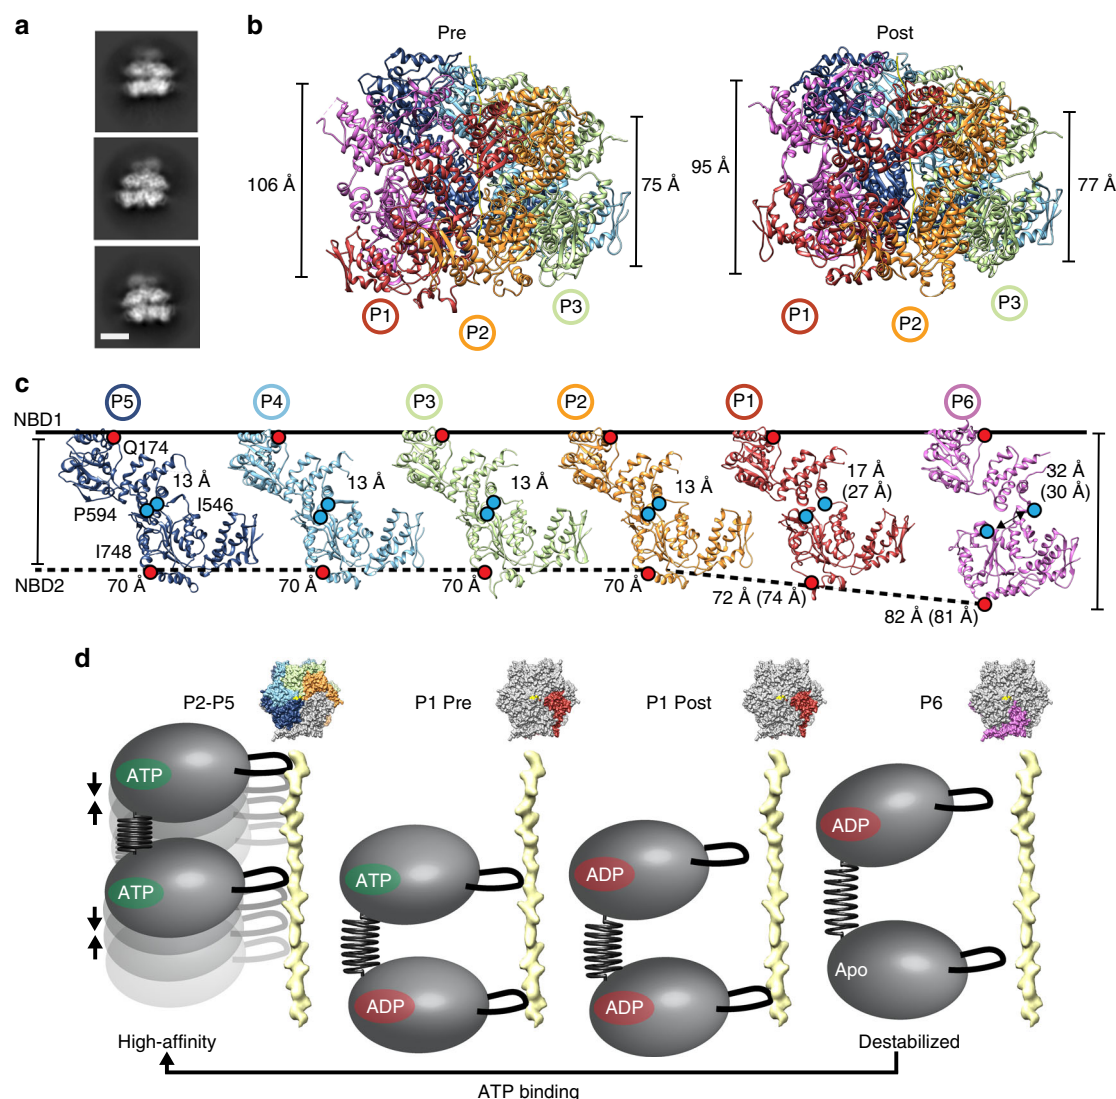 a
b
Pre
Post
106 Å
75 Å
95 Å
77 Å
P1
P2
P3
P1
P2
P3
c
P5
P4
P3
P2
P1
P6
NBD1
Q174
13 Å
P594
I546
I748
NBD2
70 Å
13 Å
70 Å
13 Å
70 Å
13 Å
70 Å
17 Å
(27 Å)
72 Å (74 Å)
32 Å
(30 Å)
82 Å (81 Å)
d
P2-P5
P1 Pre
P1 Post
P6
ATP
ATP
ATP
ADP
ADP
ADP
ADP
Apo
High-affinity
Destabilized
ATP binding